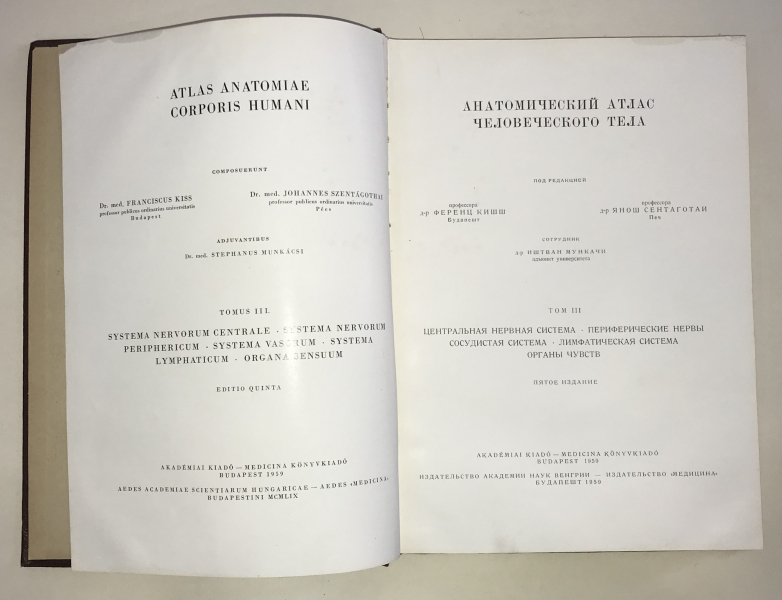 ATLAS ANATOMIAE
CORPORIS HUMANI
COMPOSUERUNT
Dr. med. FRANCISCUS KISS
professor publicus ordinarius universitatis
Budapest
Dr. med. JOHANNES SZENTÁGOTHAI
professor publicus ordinarius universitatis
Pécs
ADJUVANTIBUS
Dr. med. STEPHANUS MUNKÁCSI
TOMUS III.
SYSTEMA NERVORUM CENTRALE · SYSTEMA NERVORUM
PERIPHERICUM · SYSTEMA VASORUM · SYSTEMA
LYMPHATICUM · ORGANA SENSUUM
EDITIO QUINTA
AKADÉMIAI KIADÓ — MEDICINA KÖNYVKIADÓ
BUDAPEST 1959
AEDES ACADEMIAE SCIENTIARUM HUNGARICAE — AEDES «MEDICINA»
BUDAPESTINI MCMLIX
АНАТОМИЧЕСКИЙ АТЛАС
ЧЕЛОВЕЧЕСКОГО ТЕЛА
ПОД РЕДАКЦИЕЙ
профессора
д-р ФЕРЕНЦ КИШШ
Будапешт
профессора
д-р ЯНОШ СЕНТАГОТАИ
Печ
СОТРУДНИК
д-р ИШТВАН МУНКАЧИ
адъюнкт университета
ТОМ III
ЦЕНТРАЛЬНАЯ НЕРВНАЯ СИСТЕМА · ПЕРИФЕРИЧЕСКИЕ НЕРВЫ
СОСУДИСТАЯ СИСТЕМА · ЛИМФАТИЧЕСКАЯ СИСТЕМА
ОРГАНЫ ЧУВСТВ
ПЯТОЕ ИЗДАНИЕ
AKADÉMIAI KIADÓ — MEDICINA KÖNYVKIADÓ
BUDAPEST 1959
ИЗДАТЕЛЬСТВО АКАДЕМИИ НАУК ВЕНГРИИ — ИЗДАТЕЛЬСТВО «МЕДИЦИНА»
БУДАПЕШТ 1959